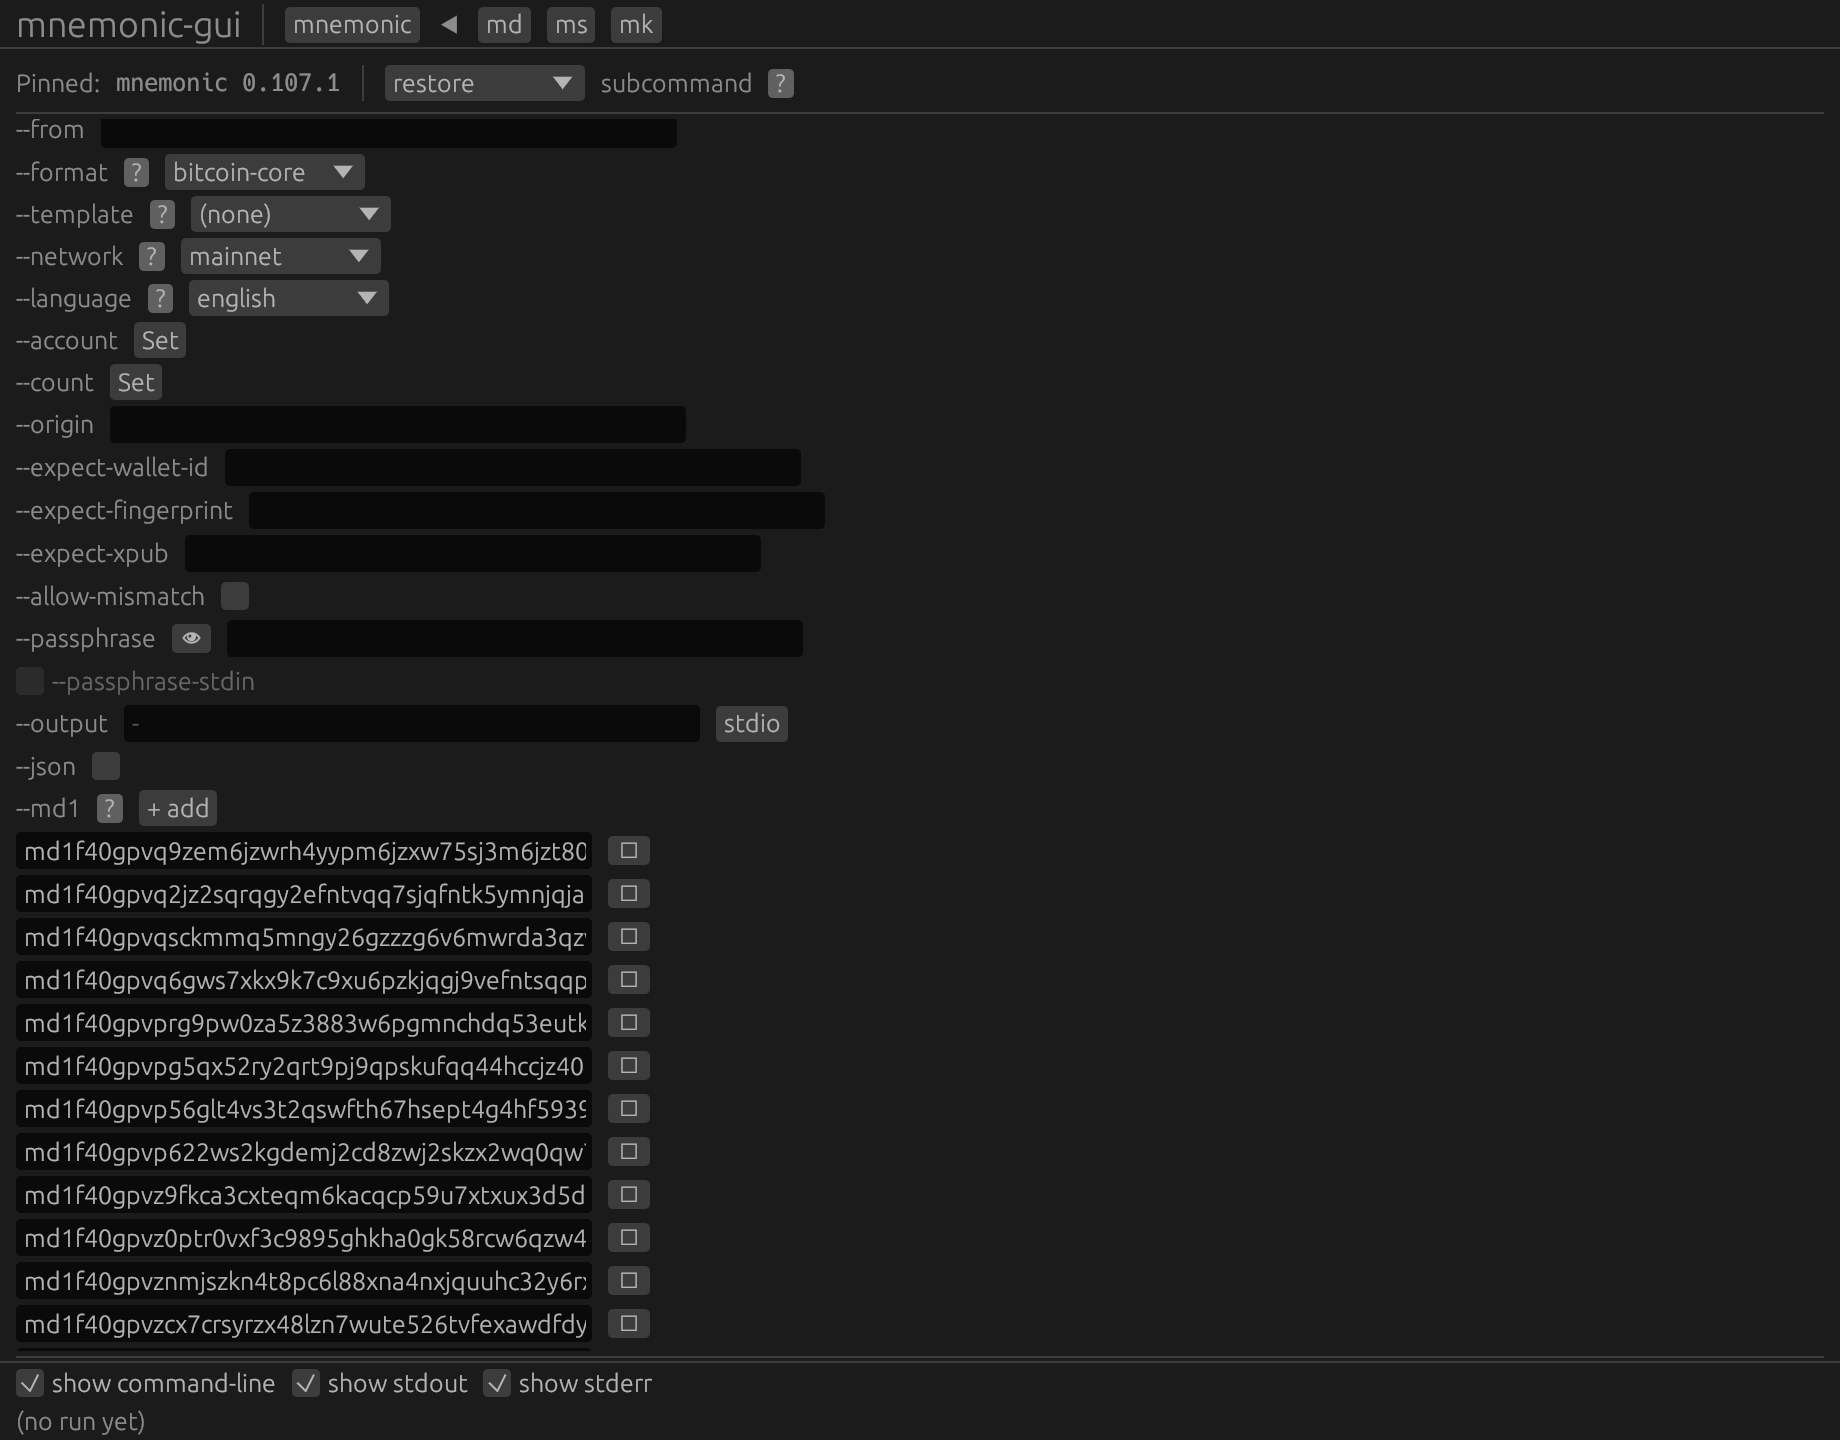 mnemonic-gui mnemonic ◀ md ms mk
Pinned: mnemonic 0.107.1 restore subcommand ?
--from
--format ? bitcoin-core
--template ? (none)
--network ? mainnet
--language ? english
--account Set
--count Set
--origin
--expect-wallet-id
--expect-fingerprint
--expect-xpub
--allow-mismatch
--passphrase
--passphrase-stdin
--output - stdio
--json
--md1 ? + add
md1f40gpvq9zem6jzwrh4yypm6jzxw75sj3m6jzt80
md1f40gpvq2jz2sqrqgy2efntvqq7sjqfntk5ymnjqja
md1f40gpvqsckmmq5mngy26gzzzg6v6mwrda3qz
md1f40gpvq6gws7xkx9k7c9xu6pzkjqgj9vefntsqqp
md1f40gpvprg9pw0za5z3883w6pgmnchdq53eutk
md1f40gpvpg5qx52ry2qrt9pj9qpskufqq44hccjz40
md1f40gpvp56glt4vs3t2qswfth67hsept4g4hf5939
md1f40gpvp622ws2kgdemj2cd8zwj2skzx2wq0qw
md1f40gpvz9fkca3cxteqm6kacqcp59u7xtxux3d5d
md1f40gpvz0ptr0vxf3c9895ghkha0gk58rcw6qzw4
md1f40gpvznmjszkn4t8pc6l88xna4nxjquuhc32y6r
md1f40gpvzcx7crsyrzx48lzn7wute526tvfexawdfdy
show command-line show stdout show stderr
(no run yet)